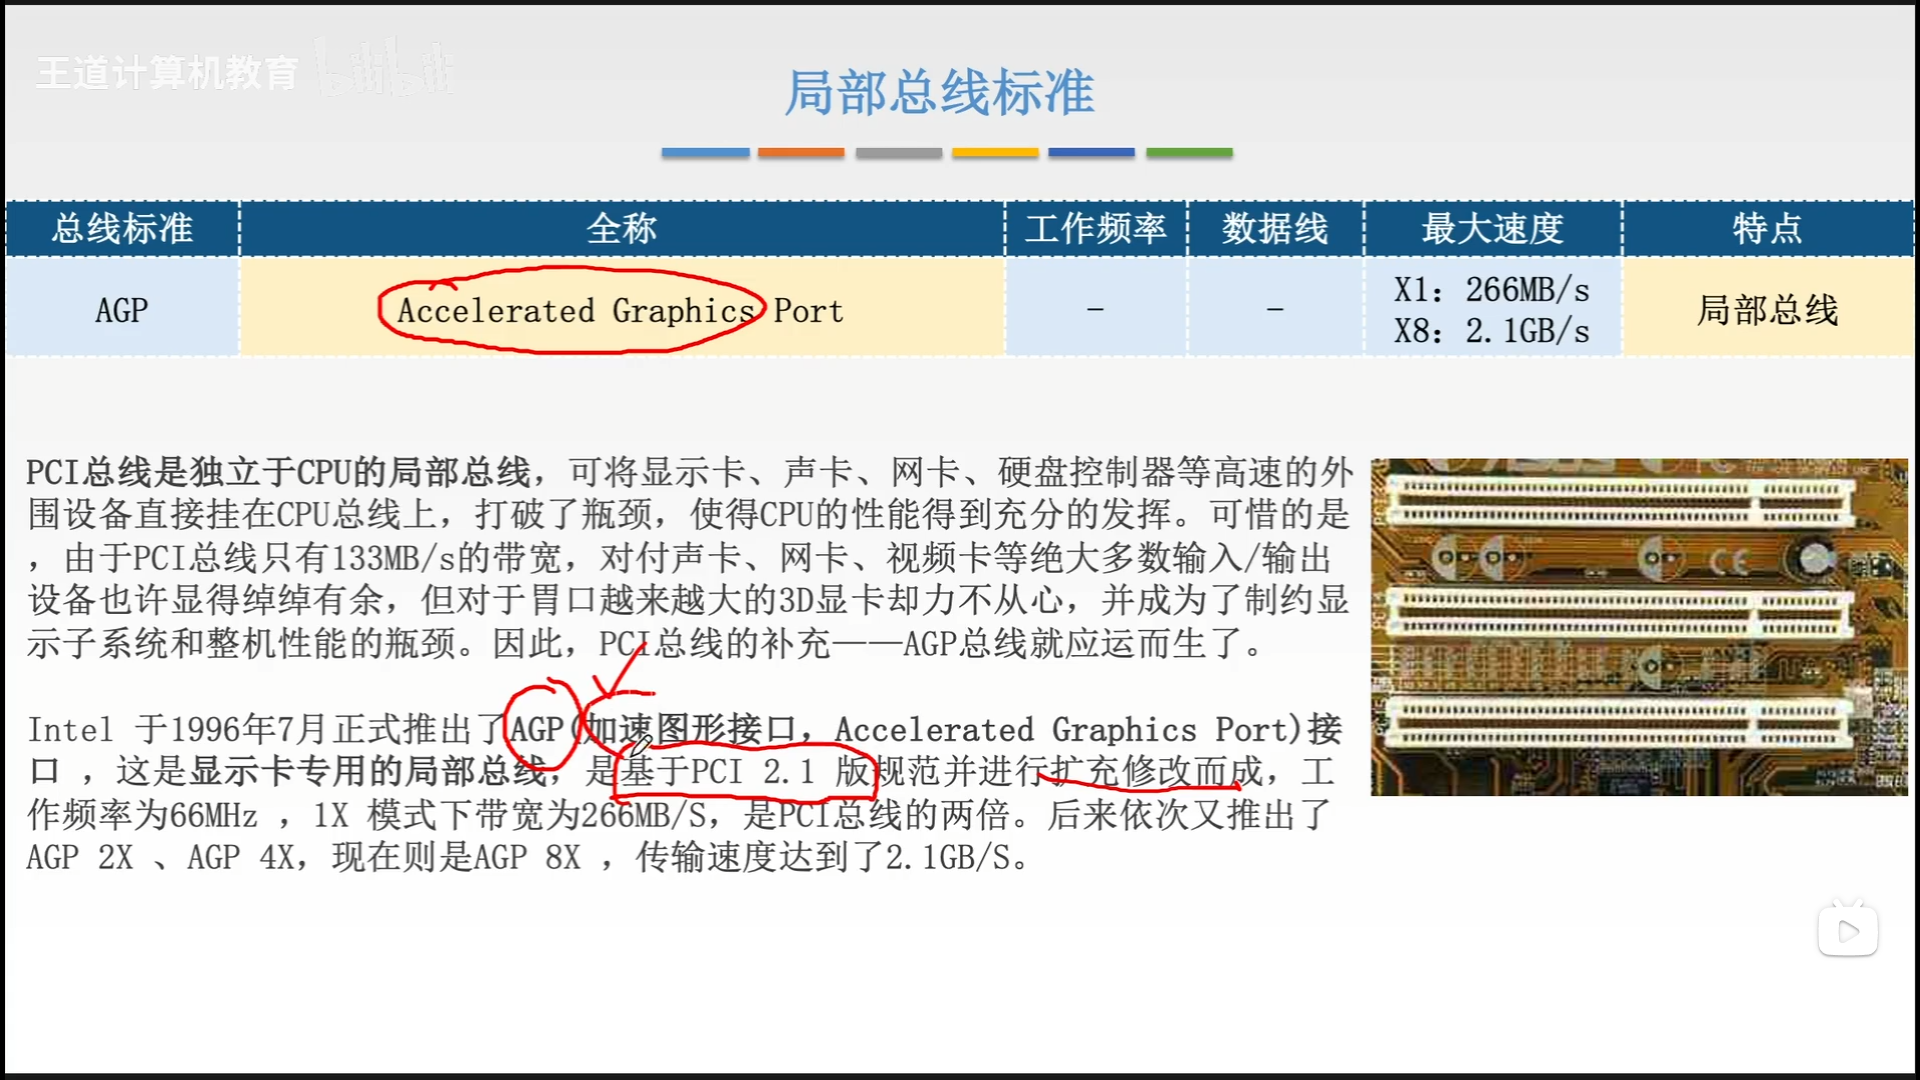 王道计算机教育 bilibili
局部总线标准
总线标准 全称 工作频率 数据线 最大速度 特点
AGP Accelerated Graphics Port - - X1：266MB/s 局部总线
X8：2.1GB/s
PCI总线是独立于CPU的局部总线，可将显示卡、声卡、网卡、硬盘控制器等高速的外
围设备直接挂在CPU总线上，打破了瓶颈，使得CPU的性能得到充分的发挥。可惜的是
，由于PCI总线只有133MB/s的带宽，对付声卡、网卡、视频卡等绝大多数输入/输出
设备也许显得绰绰有余，但对于胃口越来越大的3D显卡却力不从心，并成为了制约显
示子系统和整机性能的瓶颈。因此，PCI总线的补充——AGP总线就应运而生了。
Intel 于1996年7月正式推出了AGP(加速图形接口，Accelerated Graphics Port)接
口 ，这是显示卡专用的局部总线，是基于PCI 2.1 版规范并进行扩充修改而成，工
作频率为66MHz ，1X 模式下带宽为266MB/S，是PCI总线的两倍。后来依次又推出了
AGP 2X 、AGP 4X，现在则是AGP 8X ，传输速度达到了2.1GB/S。